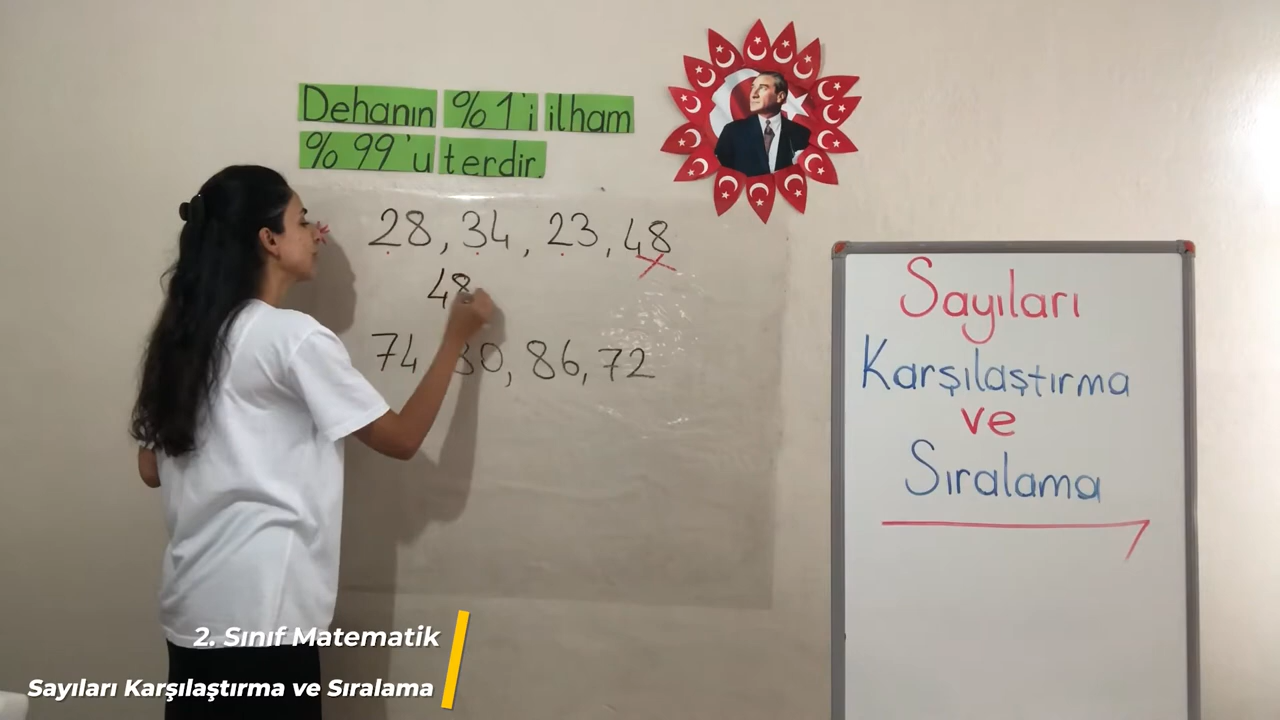 Dehanın %1'i ilham
%99'u terdir.
28, 34, 23, 48
48
74 80, 86, 72
Sayıları
Karşılaştırma
ve
Sıralama
2. Sınıf Matematik
Sayıları Karşılaştırma ve Sıralama